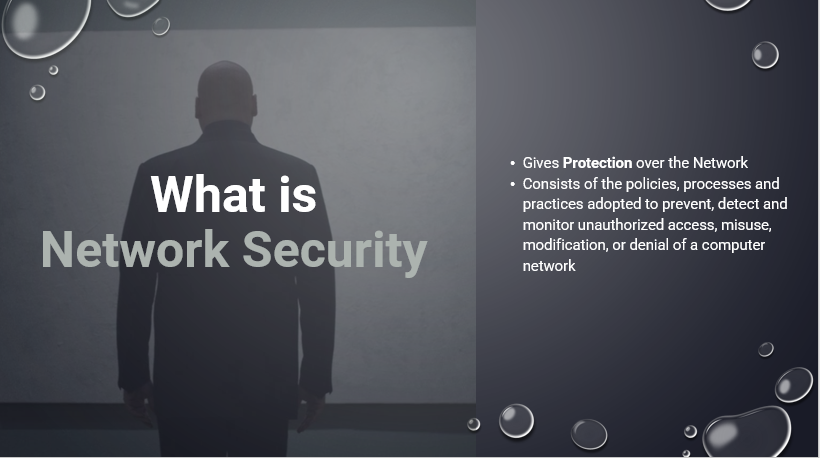 What is
Network Security
• Gives Protection over the Network
• Consists of the policies, processes and
practices adopted to prevent, detect and
monitor unauthorized access, misuse,
modification, or denial of a computer
network